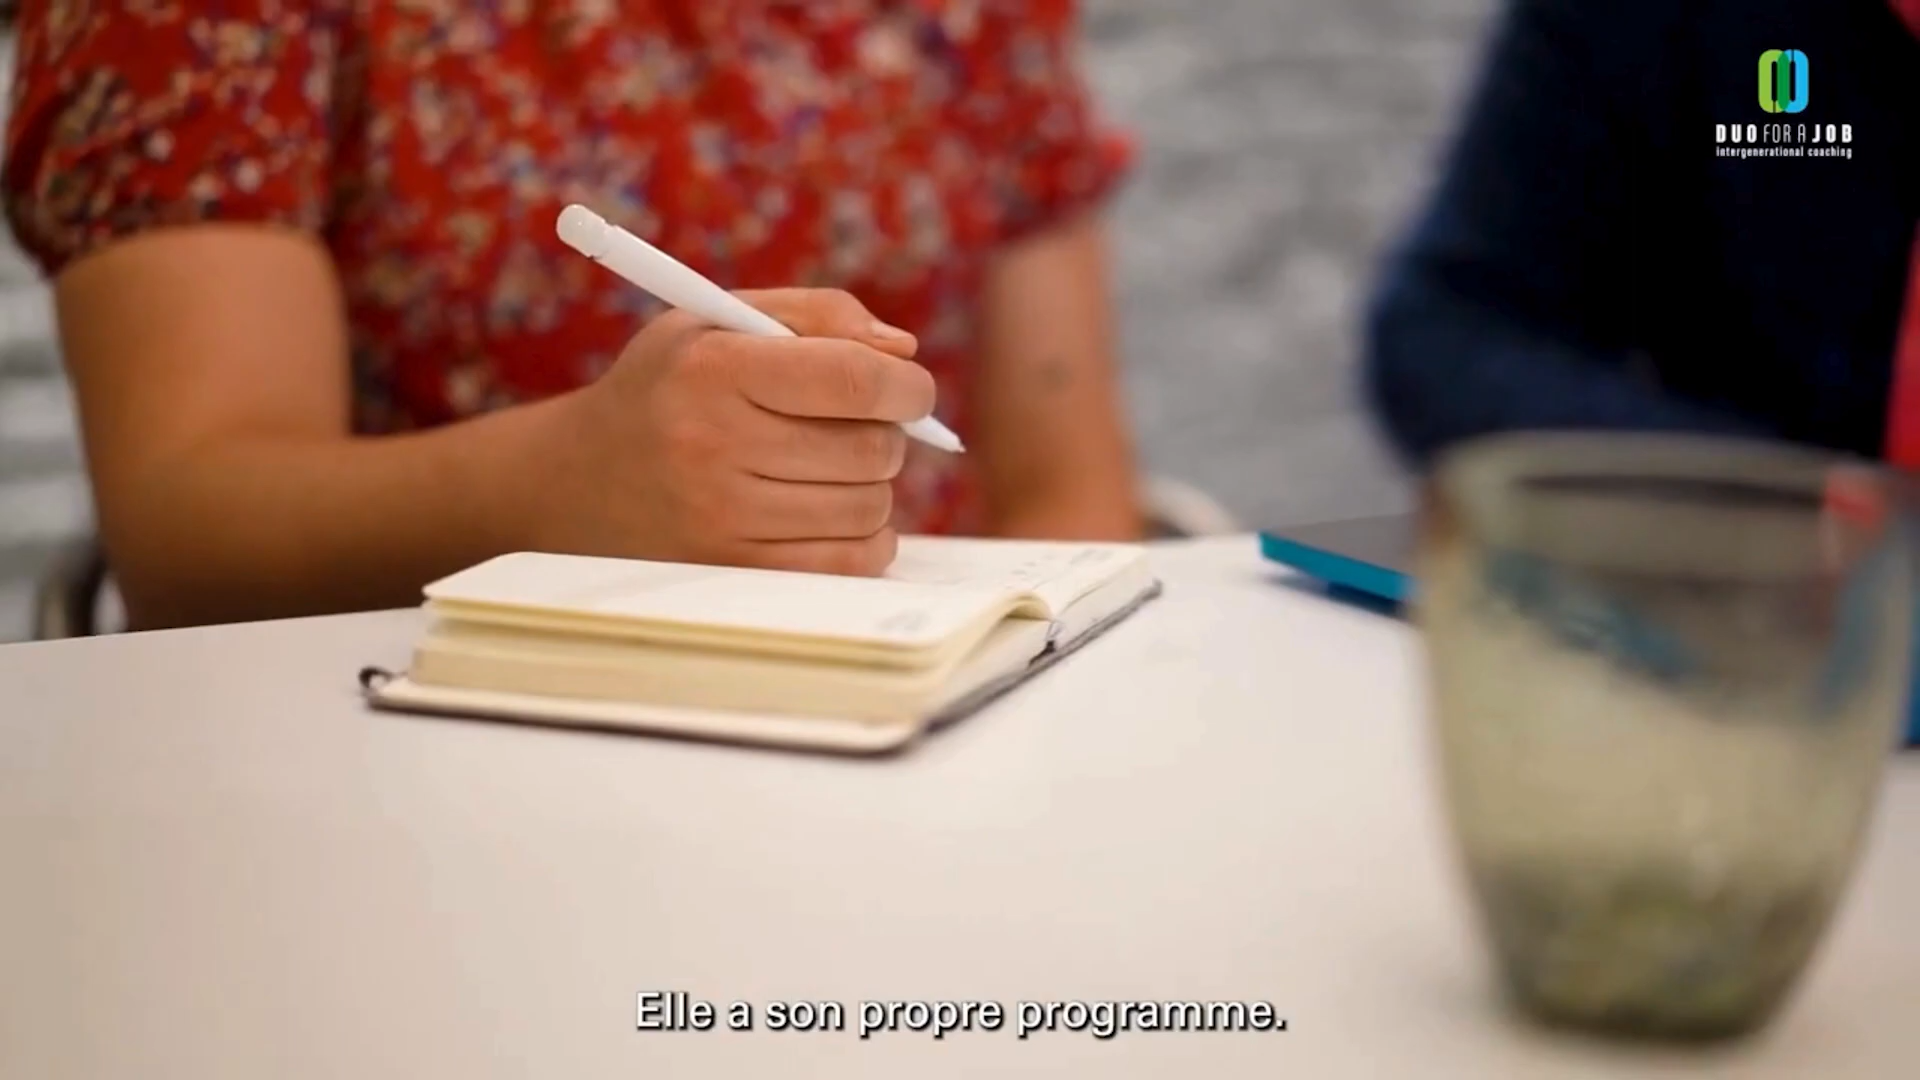 DUO FOR A JOB
intergenerational coaching
Elle a son propre programme.